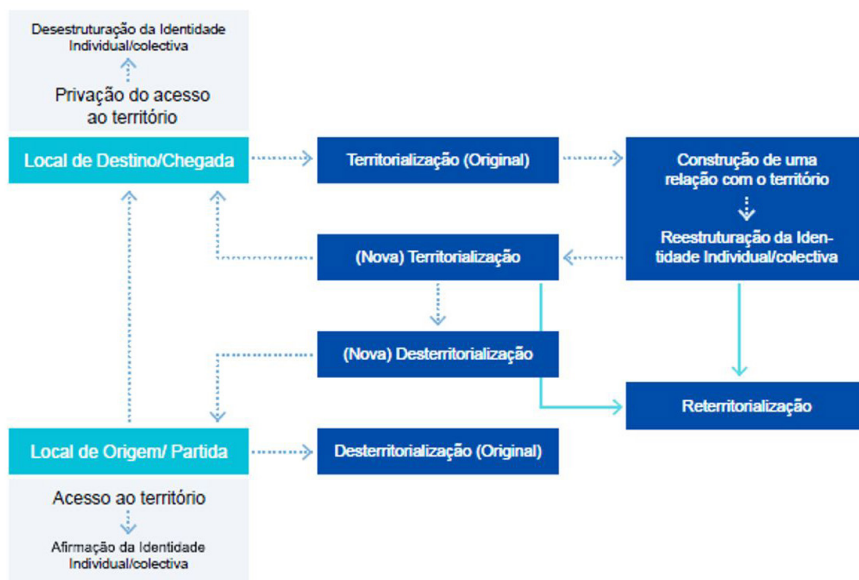 Desestruturação da Identidade
Individual/colectiva
Privação do acesso
ao território
Local de Destino/Chegada
Territorialização (Original)
Construção de uma
relação com o território
Reestruturação da Iden-
tidade Individual/colectiva
(Nova) Territorialização
(Nova) Desterritorialização
Reterritorialização
Local de Origem/ Partida
Desterritorialização (Original)
Acesso ao território
Afirmação da Identidade
Individual/colectiva